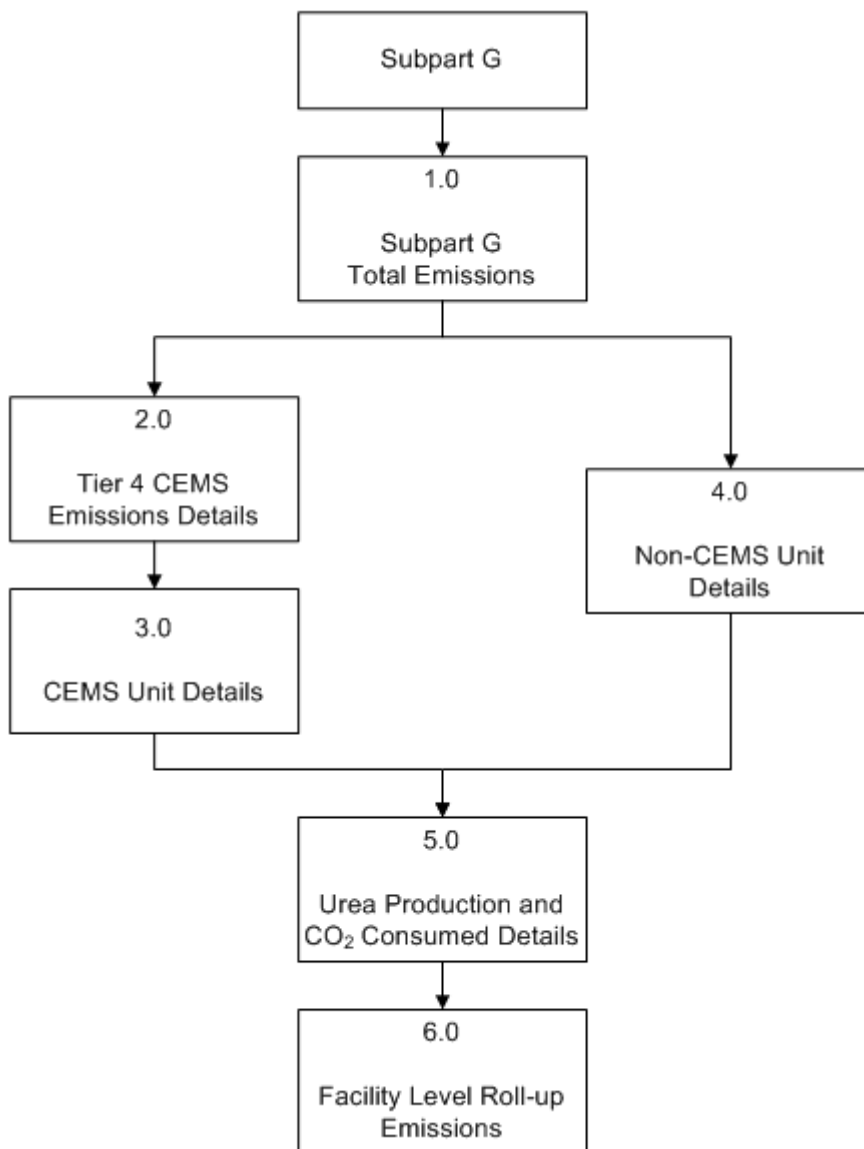 Subpart G
1.0
Subpart G
Total Emissions
2.0
Tier 4 CEMS
Emissions Details
4.0
Non-CEMS Unit
Details
3.0
CEMS Unit Details
5.0
Urea Production and
CO₂ Consumed Details
6.0
Facility Level Roll-up
Emissions